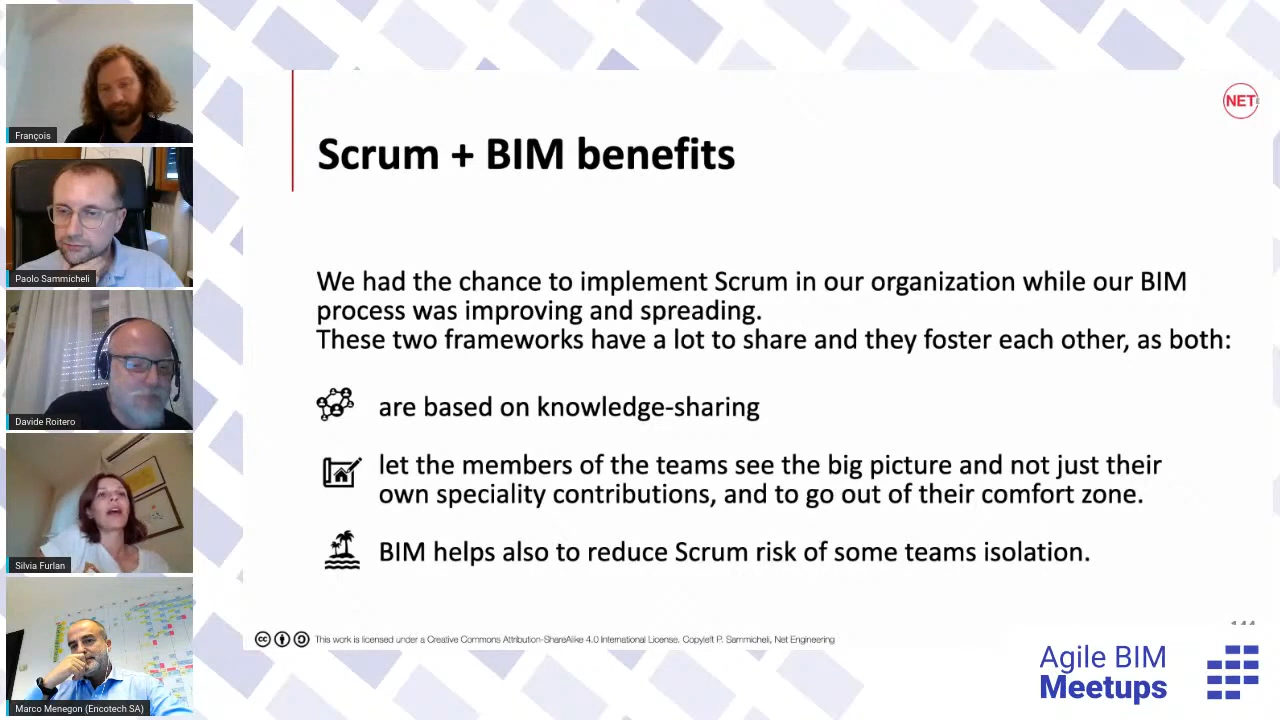 François
Paolo Sammicheli
Davide Roitero
Silvia Furlan
Marco Menegon (Encotech SA)
NET
Scrum + BIM benefits
We had the chance to implement Scrum in our organization while our BIM
process was improving and spreading.
These two frameworks have a lot to share and they foster each other, as both:
are based on knowledge-sharing
let the members of the teams see the big picture and not just their
own speciality contributions, and to go out of their comfort zone.
BIM helps also to reduce Scrum risk of some teams isolation.
This work is licensed under a Creative Commons Attribution-ShareAlike 4.0 International License. Copyleft P. Sammicheli, Net Engineering
Agile BIM
Meetups